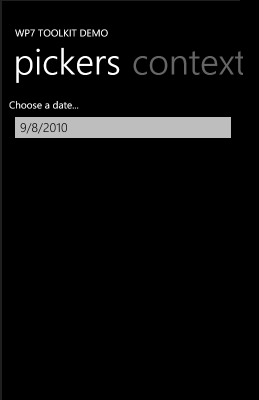 WP7 TOOLKIT DEMO
pickers context
Choose a date...
9/8/2010